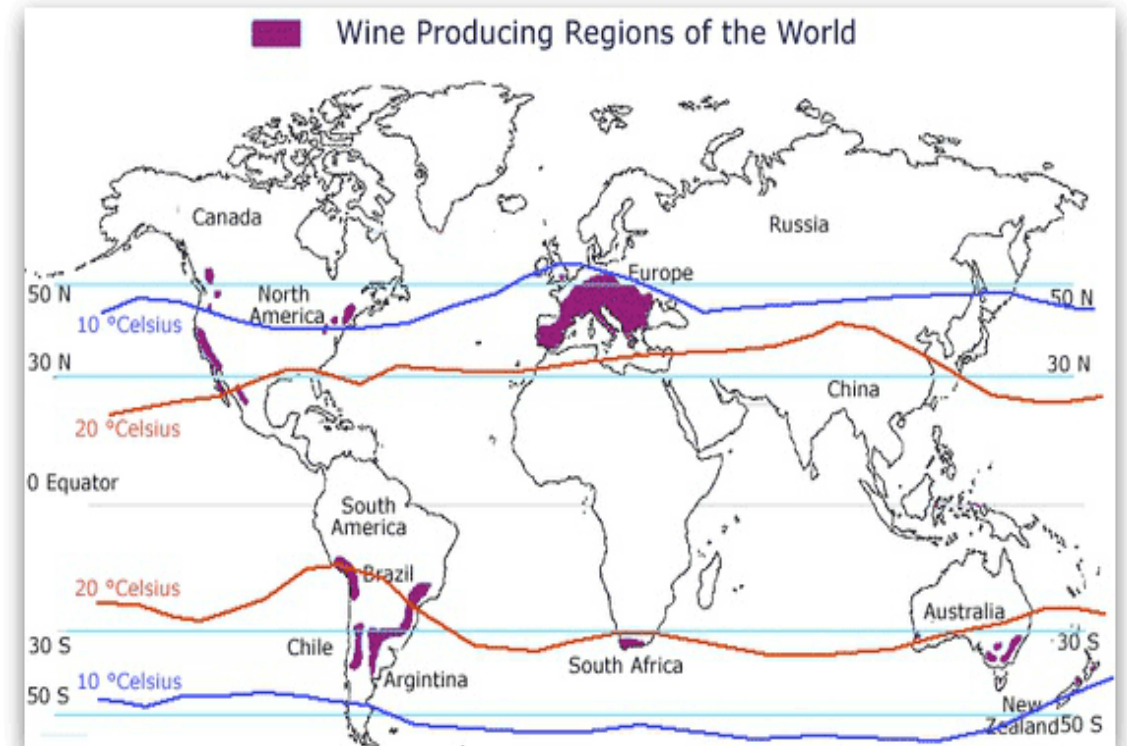 Wine Producing Regions of the World
Canada
Russia
Europe
50 N
North
America
50 N
10 °Celsius
30 N
30 N
China
20 °Celsius
0 Equator
South
America
20 °Celsius
Brazil
Australia
Chile
30 S
30 S
South Africa
10 °Celsius
Argintina
50 S
New
Zealand
50 S